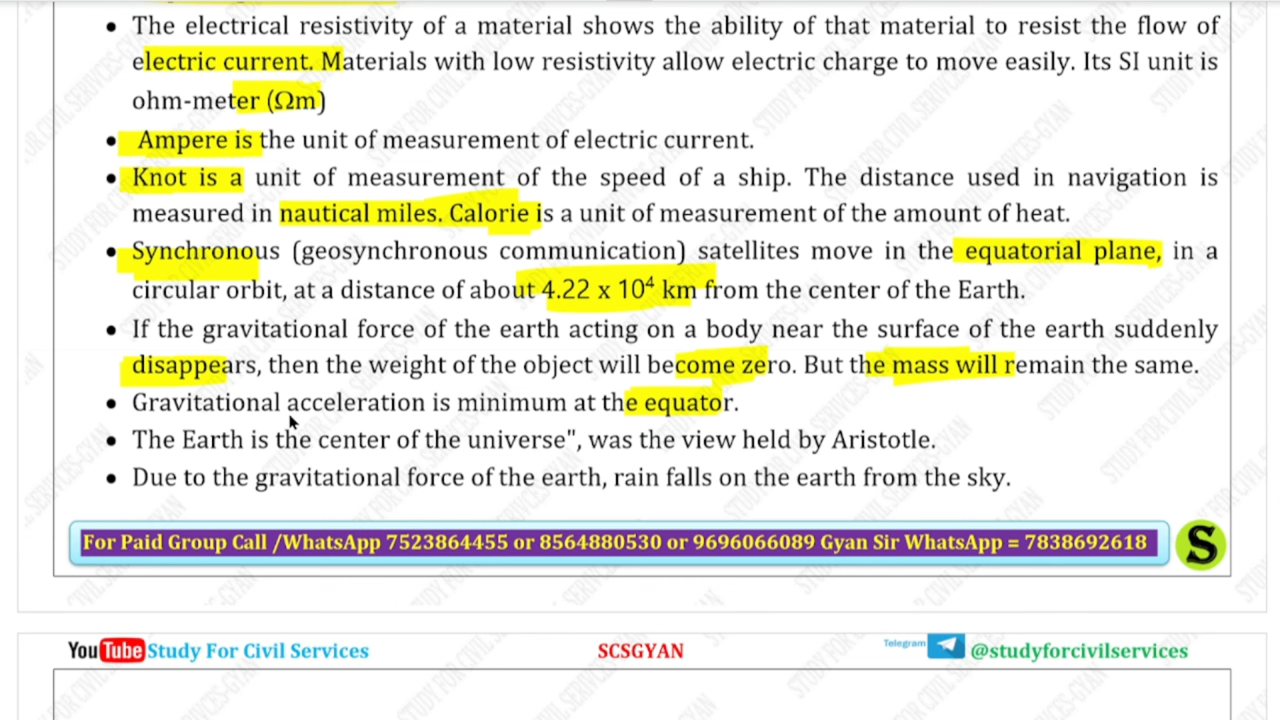 • The electrical resistivity of a material shows the ability of that material to resist the flow of
electric current. Materials with low resistivity allow electric charge to move easily. Its SI unit is
ohm-meter (Ωm)
• Ampere is the unit of measurement of electric current.
• Knot is a unit of measurement of the speed of a ship. The distance used in navigation is
measured in nautical miles. Calorie is a unit of measurement of the amount of heat.
• Synchronous (geosynchronous communication) satellites move in the equatorial plane, in a
circular orbit, at a distance of about 4.22 x 10⁴ km from the center of the Earth.
• If the gravitational force of the earth acting on a body near the surface of the earth suddenly
disappears, then the weight of the object will become zero. But the mass will remain the same.
• Gravitational acceleration is minimum at the equator.
• The Earth is the center of the universe", was the view held by Aristotle.
• Due to the gravitational force of the earth, rain falls on the earth from the sky.
For Paid Group Call /WhatsApp 7523864455 or 8564880530 or 9696066089 Gyan Sir WhatsApp = 7838692618
S
YouTube Study For Civil Services SCSGYAN Telegram @studyforcivilservices